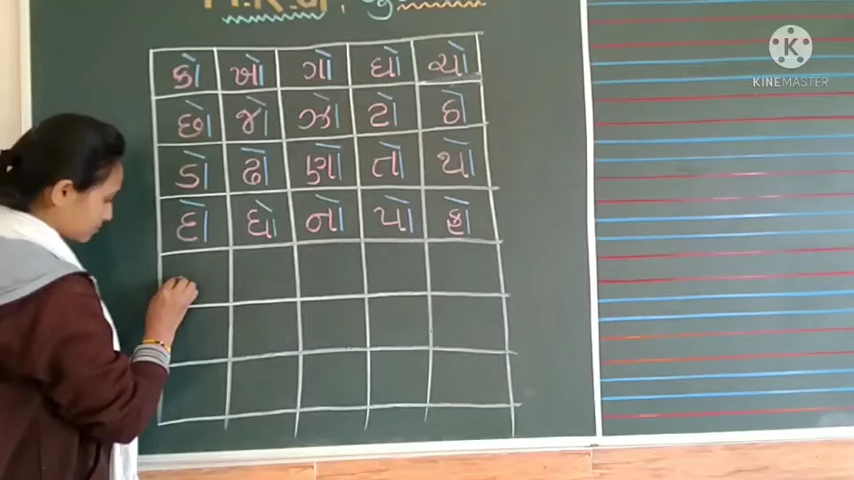 કો ખો ગો ઘો ચો
છો જો ઝો ટો ઠો
ડો ઢો ણો તો થો
દો ધો નો પો ફો
KINEMASTER